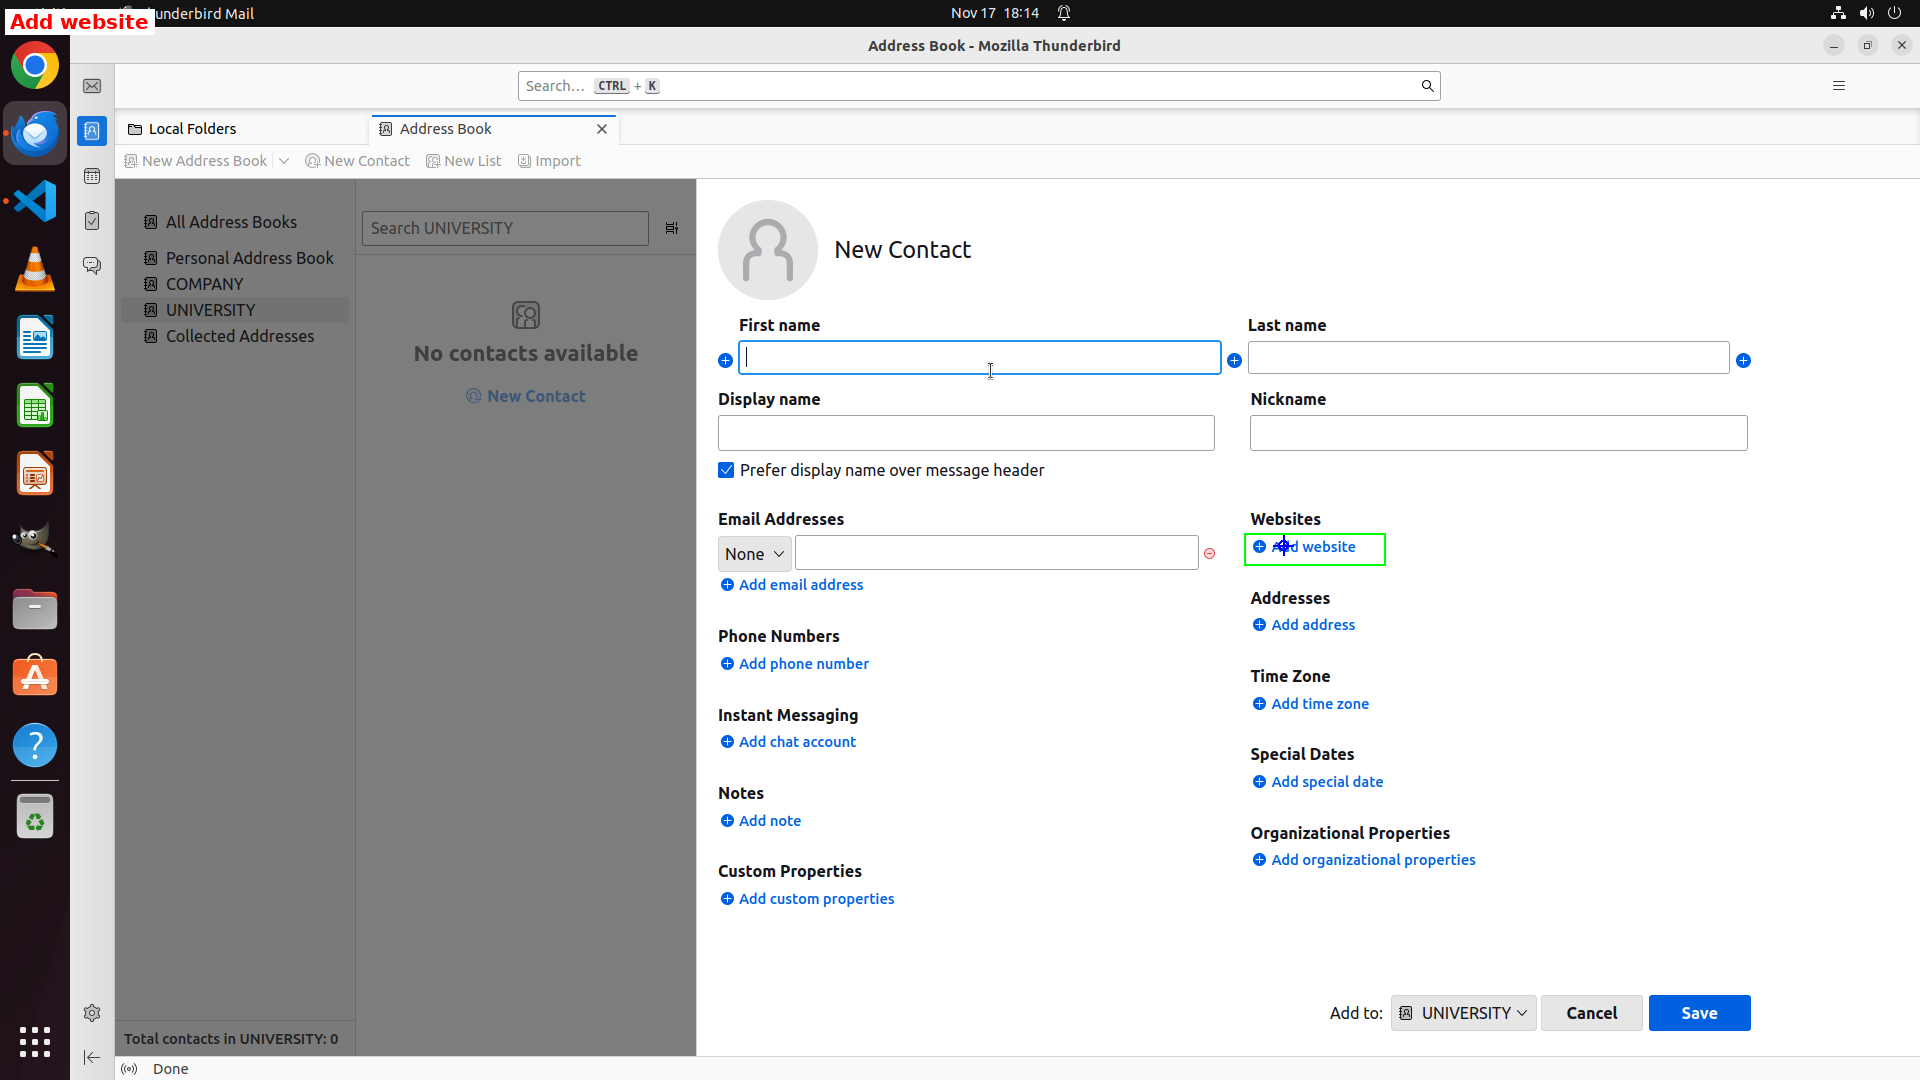 Thunderbird Mail
Add website
Nov 17 18:14
Address Book - Mozilla Thunderbird
Search… CTRL + K
Local Folders
Address Book
New Address Book
New Contact
New List
Import
All Address Books
Personal Address Book
COMPANY
UNIVERSITY
Collected Addresses
Search UNIVERSITY
No contacts available
New Contact
New Contact
First name
Last name
Display name
Nickname
Prefer display name over message header
Email Addresses
None
Add email address
Websites
Add website
Addresses
Add address
Phone Numbers
Add phone number
Time Zone
Add time zone
Instant Messaging
Add chat account
Special Dates
Add special date
Notes
Add note
Organizational Properties
Add organizational properties
Custom Properties
Add custom properties
Add to: UNIVERSITY
Cancel
Save
Total contacts in UNIVERSITY: 0
Done